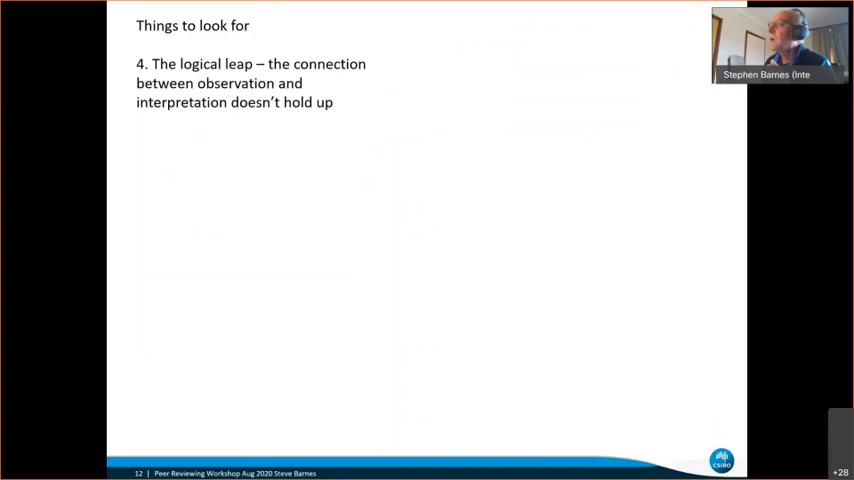 Things to look for
4. The logical leap – the connection
between observation and
interpretation doesn't hold up
Stephen Barnes (Inte
12 | Peer Reviewing Workshop Aug 2020 Steve Barnes
CSIRO
+28